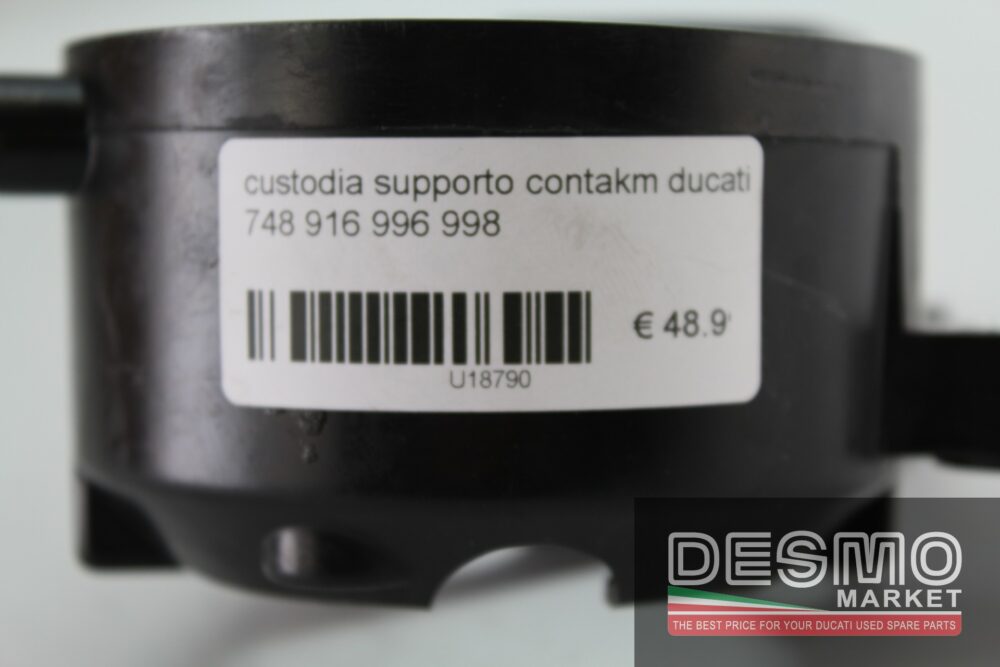 custodia supporto contakm ducati
748 916 996 998
€ 48.9
U18790
DESMO
MARKET
THE BEST PRICE FOR YOUR DUCATI USED SPARE PARTS